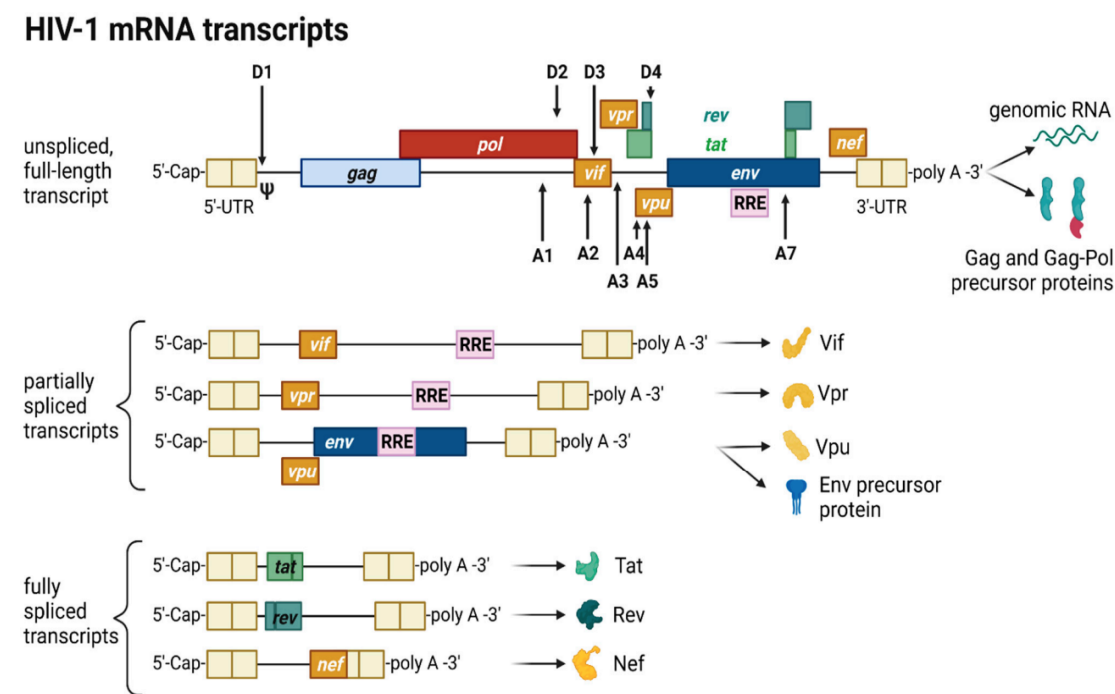 HIV-1 mRNA transcripts
D1 D2 D3 D4
vpr rev genomic RNA
unspliced,
full-length
transcript
pol tat nef
5'-Cap- gag vif env -poly A -3'
Ψ
5'-UTR vpu RRE 3'-UTR
A1 A2 A4 A7
A3 A5
Gag and Gag-Pol
precursor proteins
partially
spliced
transcripts
5'-Cap- vif RRE -poly A -3' Vif
5'-Cap- vpr RRE -poly A -3' Vpr
5'-Cap- env RRE -poly A -3'
vpu
Vpu
Env precursor
protein
fully
spliced
transcripts
5'-Cap- tat -poly A -3' Tat
5'-Cap- rev -poly A -3' Rev
5'-Cap- nef -poly A -3' Nef